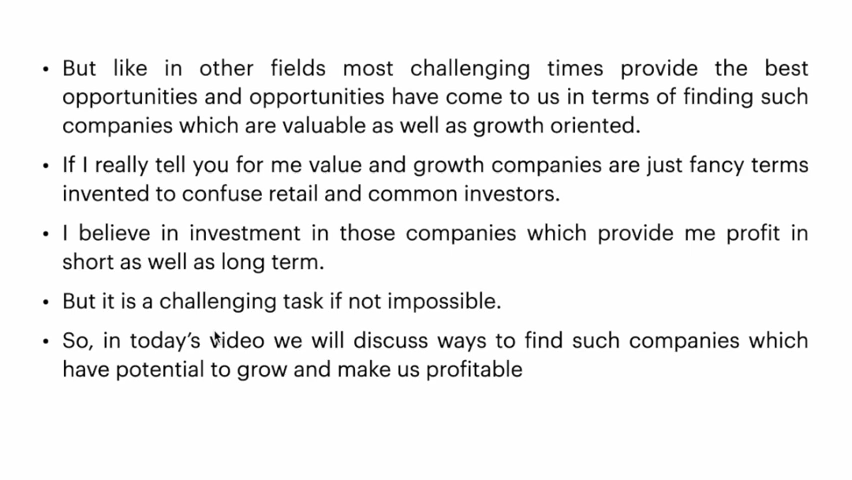 • But like in other fields most challenging times provide the best
opportunities and opportunities have come to us in terms of finding such
companies which are valuable as well as growth oriented.
• If I really tell you for me value and growth companies are just fancy terms
invented to confuse retail and common investors.
• I believe in investment in those companies which provide me profit in
short as well as long term.
• But it is a challenging task if not impossible.
• So, in today's video we will discuss ways to find such companies which
have potential to grow and make us profitable